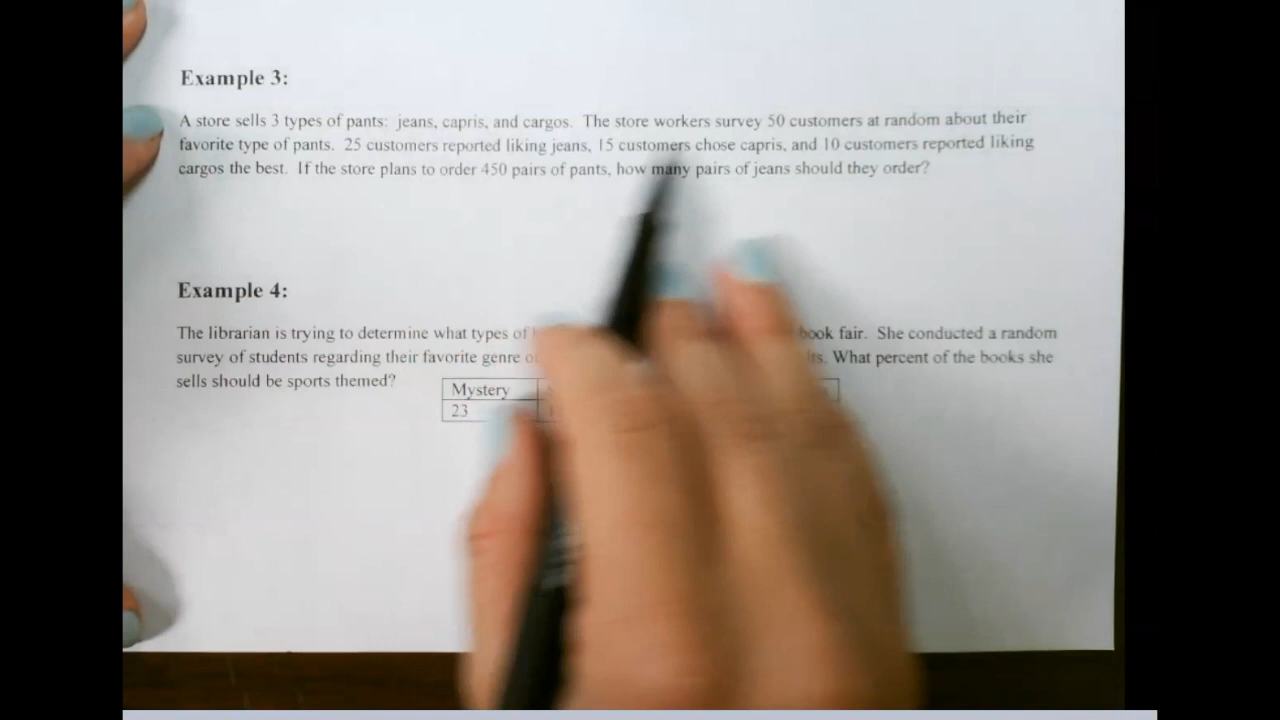 Example 3:
A store sells 3 types of pants: jeans, capris, and cargos. The store workers survey 50 customers at random about their
favorite type of pants. 25 customers reported liking jeans, 15 customers chose capris, and 10 customers reported liking
cargos the best. If the store plans to order 450 pairs of pants, how many pairs of jeans should they order?
Example 4:
The librarian is trying to determine what types of book fair. She conducted a random
survey of students regarding their favorite genre What percent of the books she
sells should be sports themed?
Mystery
23